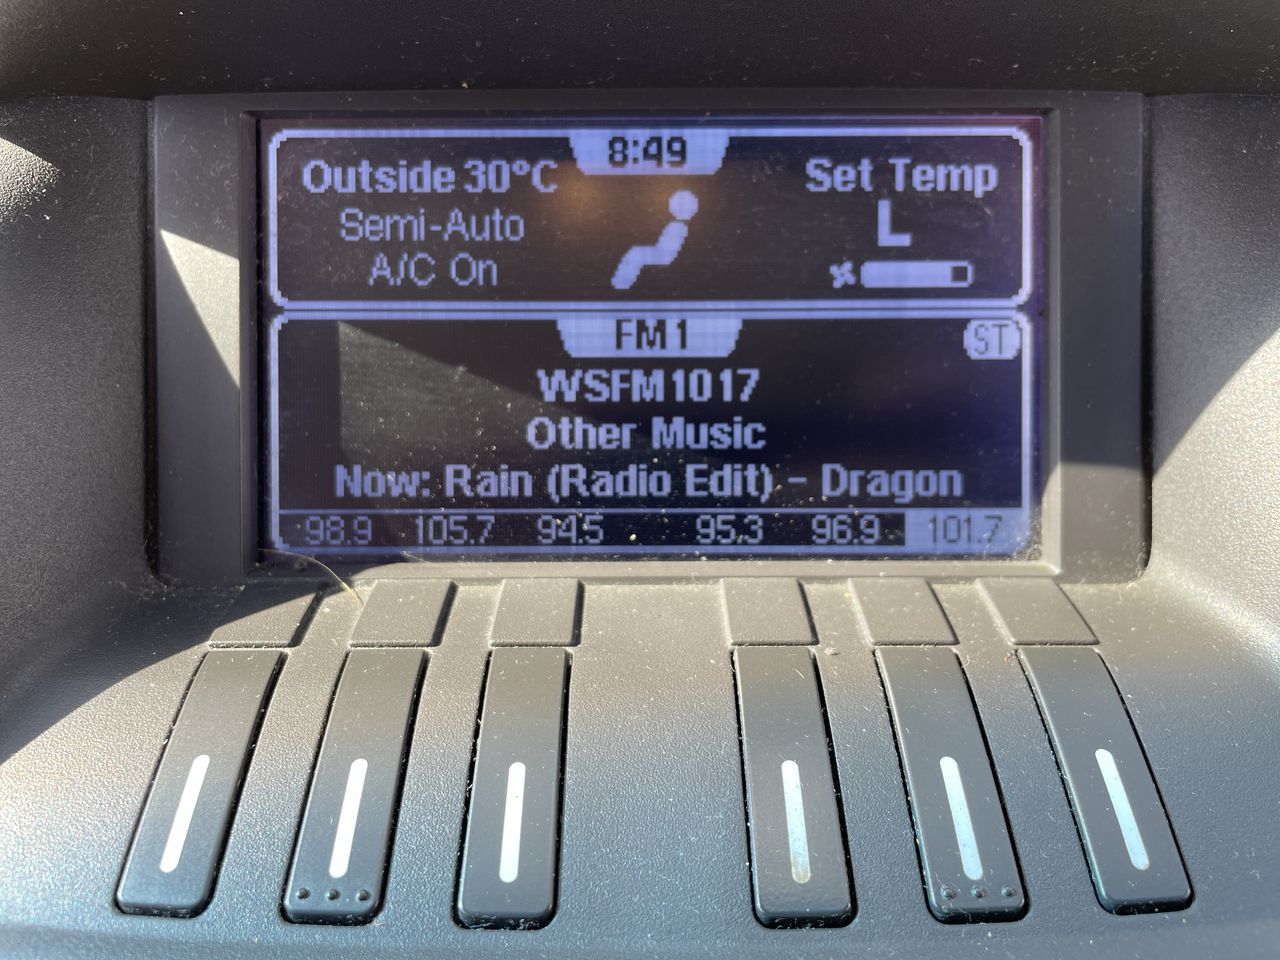 8:49
Outside 30°C
Set Temp
Semi-Auto
L
A/C On
FM1
ST
WSFM1017
Other Music
Now: Rain (Radio Edit) - Dragon
98.9 105.7 94.5 95.3 96.9 101.7